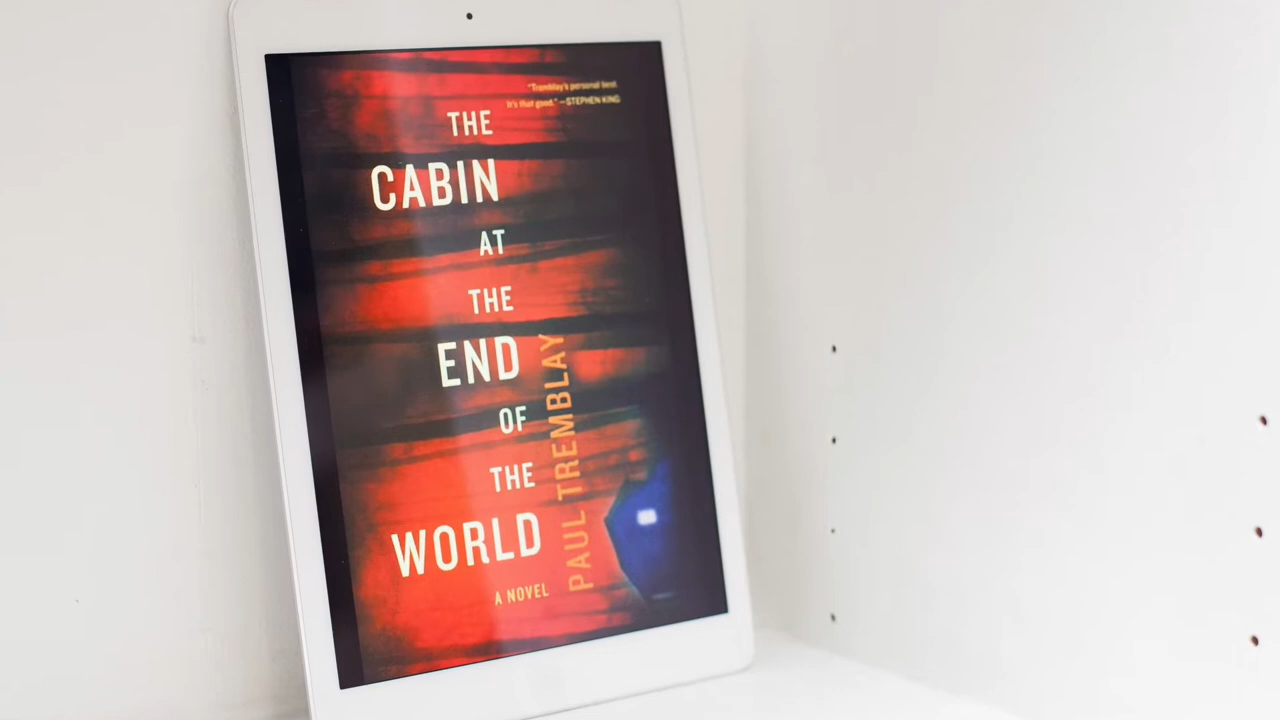 "Tremblay's personal best.
It's that good." —STEPHEN KING
THE
CABIN
AT
THE
END
OF
THE
WORLD
PAUL TREMBLAY
A NOVEL